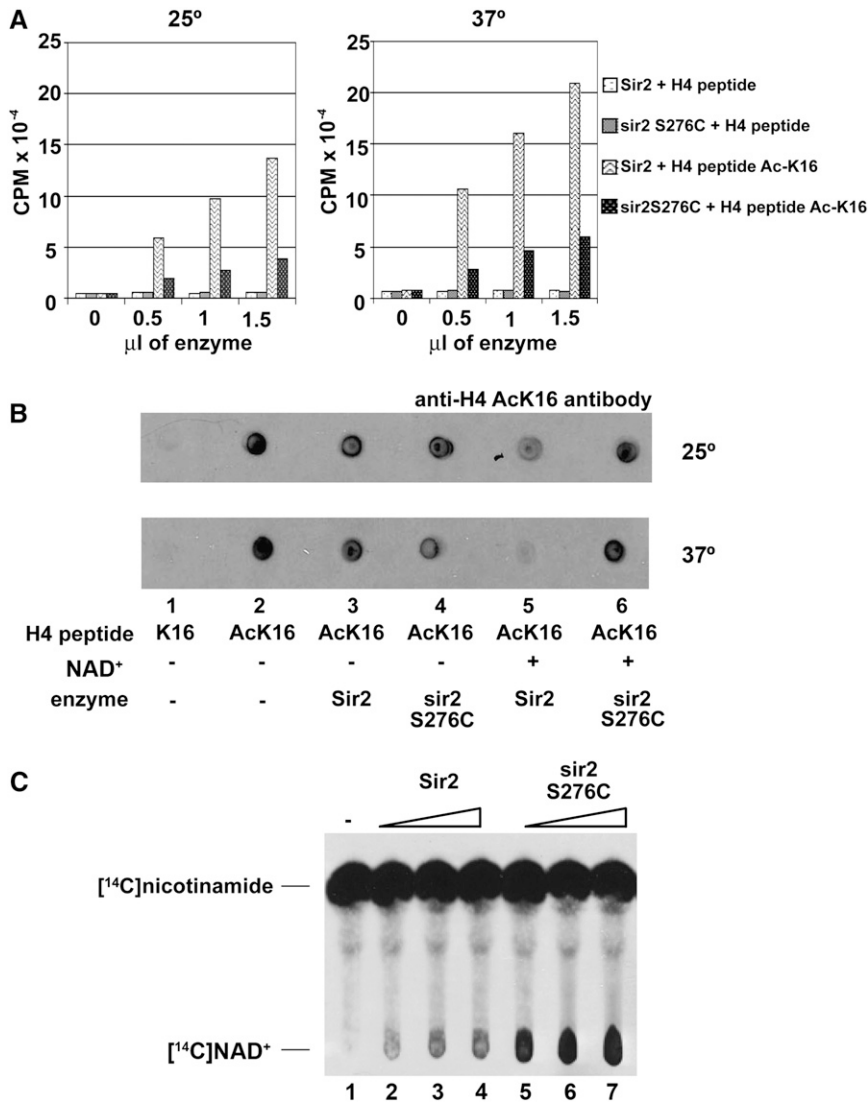 A
25º
37º
CPM x 10⁻⁴
25
20
15
10
5
0
0
0.5
1
1.5
µl of enzyme
CPM x 10⁻⁴
25
20
15
10
5
0
0
0.5
1
1.5
µl of enzyme
Sir2 + H4 peptide
sir2 S276C + H4 peptide
Sir2 + H4 peptide Ac-K16
sir2S276C + H4 peptide Ac-K16
B
anti-H4 AcK16 antibody
25º
37º
1 2 3 4 5 6
H4 peptide K16 AcK16 AcK16 AcK16 AcK16 AcK16
NAD⁺ - - - - + +
enzyme - - Sir2 sir2 Sir2 sir2
S276C S276C
C
Sir2
sir2
S276C
-
[¹⁴C]nicotinamide
[¹⁴C]NAD⁺
1 2 3 4 5 6 7